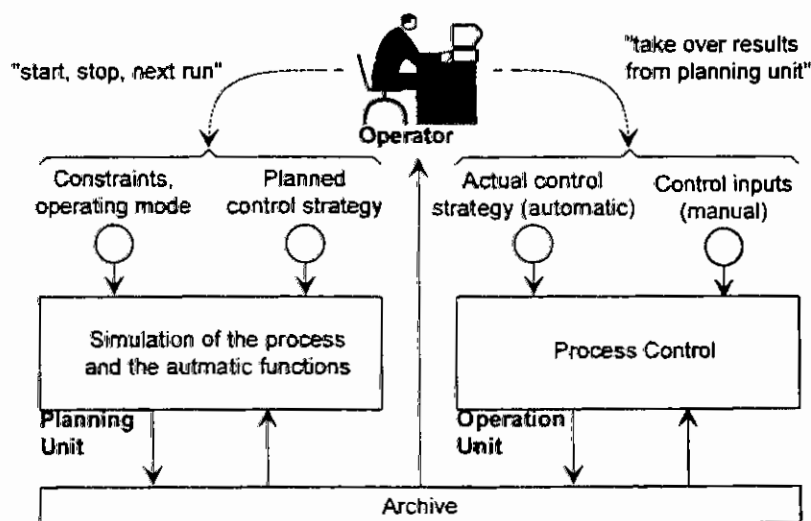 "start, stop, next run"
"take over results
from planning unit"
Operator
Constraints,
operating mode
Planned
control strategy
Actual control
strategy (automatic)
Control inputs
(manual)
Simulation of the process
and the autmatic functions
Process Control
Planning
Unit
Operation
Unit
Archive